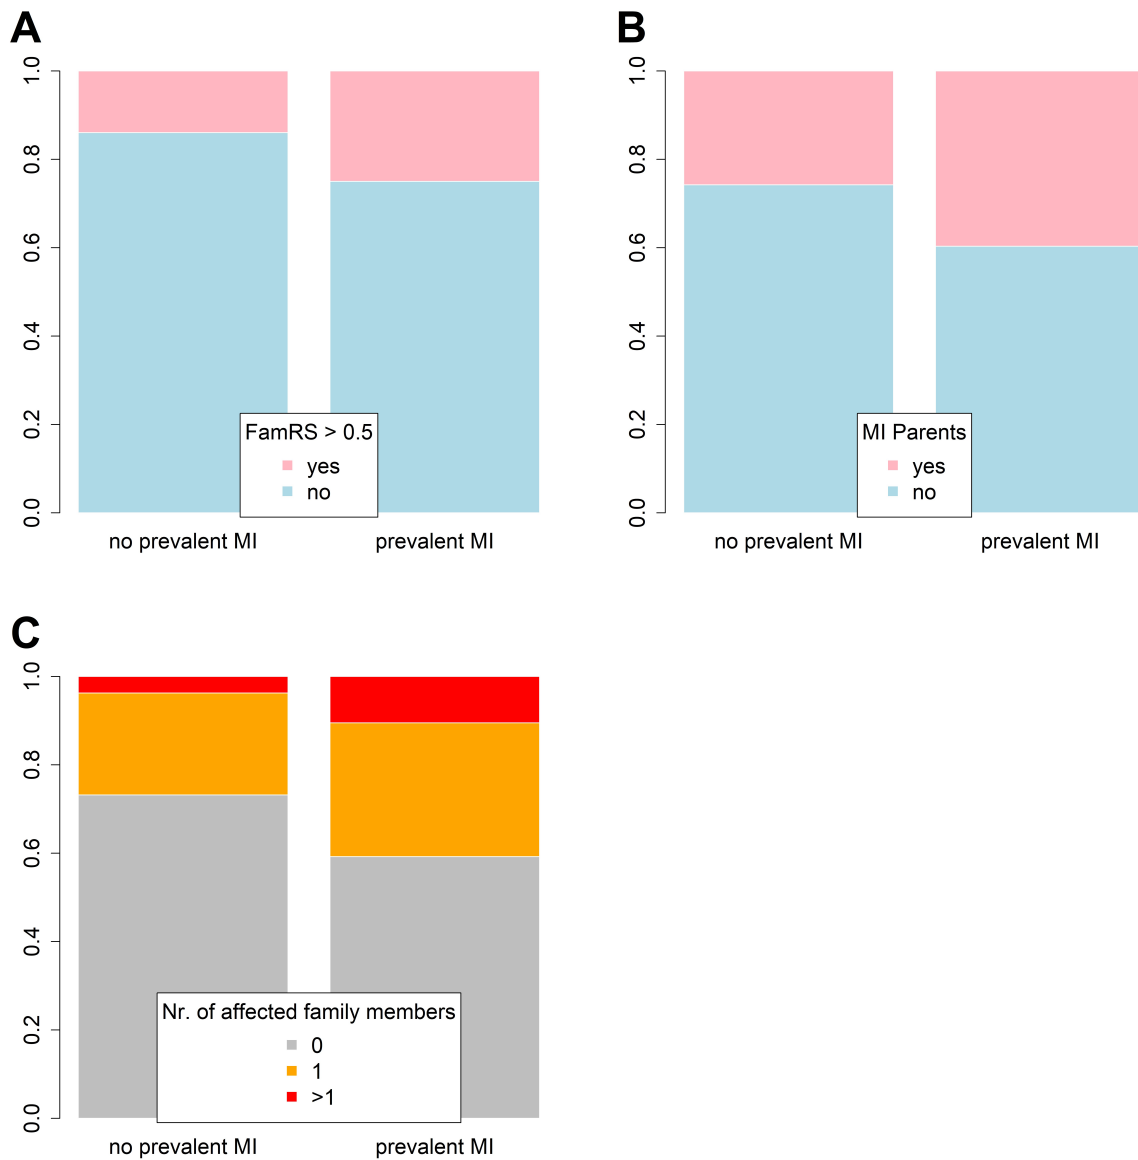 A
1.0
0.8
0.6
0.4
0.2
0.0
FamRS > 0.5
yes
no
no prevalent MI
prevalent MI
B
1.0
0.8
0.6
0.4
0.2
0.0
MI Parents
yes
no
no prevalent MI
prevalent MI
C
1.0
0.8
0.6
0.4
0.2
0.0
Nr. of affected family members
0
1
>1
no prevalent MI
prevalent MI